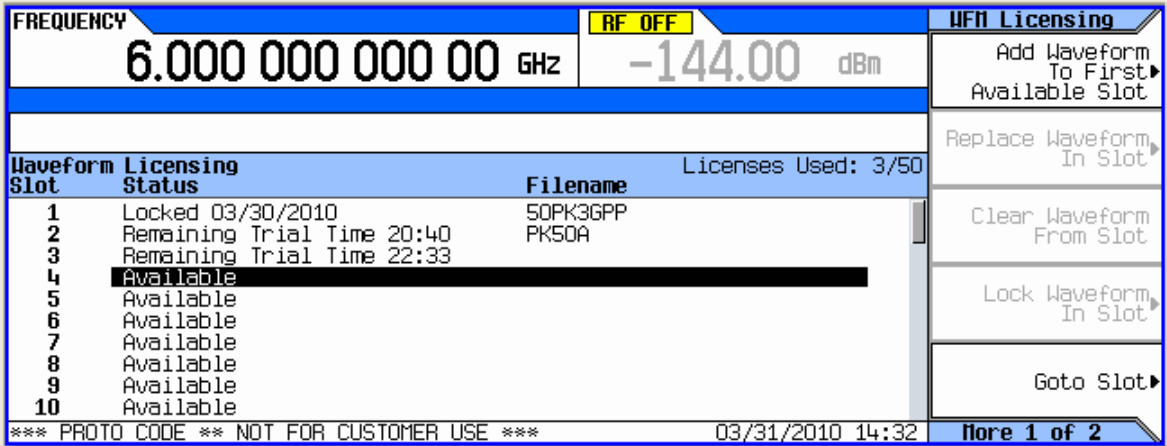 FREQUENCY
6.000 000 000 00 GHz
RF OFF
-144.00 dBm
Waveform Licensing Licenses Used: 3/50
Slot Status Filename
1 Locked 03/30/2010 50PK3GPP
2 Remaining Trial Time 20:40 PK50A
3 Remaining Trial Time 22:33
4 Available
5 Available
6 Available
7 Available
8 Available
9 Available
10 Available
*** PROTO CODE ** NOT FOR CUSTOMER USE *** 03/31/2010 14:32
WFM Licensing
Add Waveform
To First
Available Slot
Replace Waveform
In Slot
Clear Waveform
From Slot
Lock Waveform
In Slot
Goto Slot
More 1 of 2